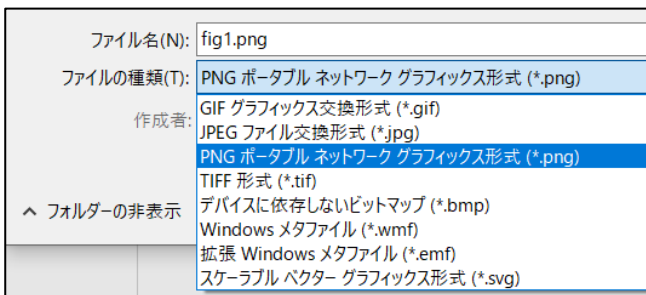 ファイル名(N): fig1.png
ファイルの種類(T): PNG ポータブル ネットワーク グラフィックス形式 (*.png)
作成者:
GIF グラフィックス交換形式 (*.gif)
JPEG ファイル交換形式 (*.jpg)
PNG ポータブル ネットワーク グラフィックス形式 (*.png)
TIFF 形式 (*.tif)
デバイスに依存しないビットマップ (*.bmp)
Windows メタファイル (*.wmf)
拡張 Windows メタファイル (*.emf)
スケーラブル ベクター グラフィックス形式 (*.svg)
フォルダーの非表示